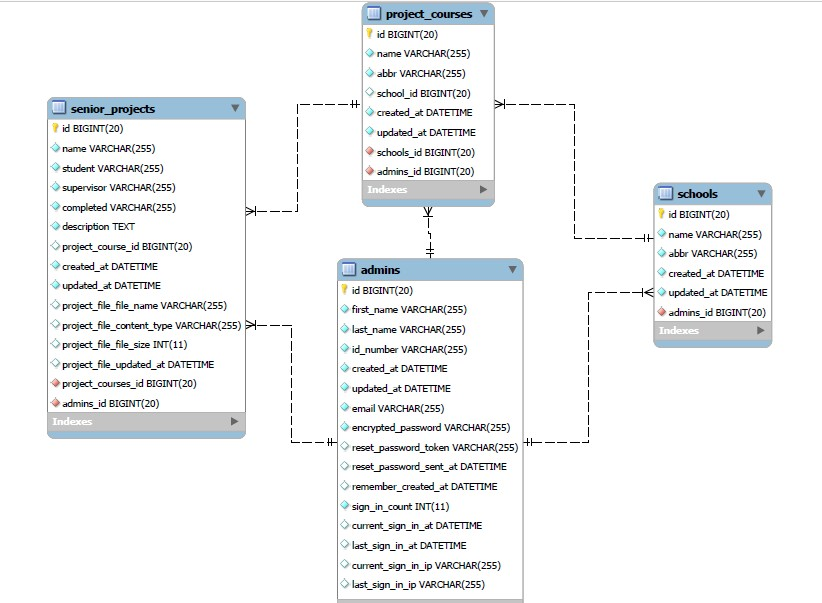 project_courses
id BIGINT(20)
name VARCHAR(255)
abbr VARCHAR(255)
school_id BIGINT(20)
created_at DATETIME
updated_at DATETIME
schools_id BIGINT(20)
admins_id BIGINT(20)
Indexes
senior_projects
id BIGINT(20)
name VARCHAR(255)
student VARCHAR(255)
supervisor VARCHAR(255)
completed VARCHAR(255)
description TEXT
project_course_id BIGINT(20)
created_at DATETIME
updated_at DATETIME
project_file_file_name VARCHAR(255)
project_file_content_type VARCHAR(255)
project_file_file_size INT(11)
project_file_updated_at DATETIME
project_courses_id BIGINT(20)
admins_id BIGINT(20)
Indexes
schools
id BIGINT(20)
name VARCHAR(255)
abbr VARCHAR(255)
created_at DATETIME
updated_at DATETIME
admins_id BIGINT(20)
Indexes
admins
id BIGINT(20)
first_name VARCHAR(255)
last_name VARCHAR(255)
id_number VARCHAR(255)
created_at DATETIME
updated_at DATETIME
email VARCHAR(255)
encrypted_password VARCHAR(255)
reset_password_token VARCHAR(255)
reset_password_sent_at DATETIME
remember_created_at DATETIME
sign_in_count INT(11)
current_sign_in_at DATETIME
last_sign_in_at DATETIME
current_sign_in_ip VARCHAR(255)
last_sign_in_ip VARCHAR(255)